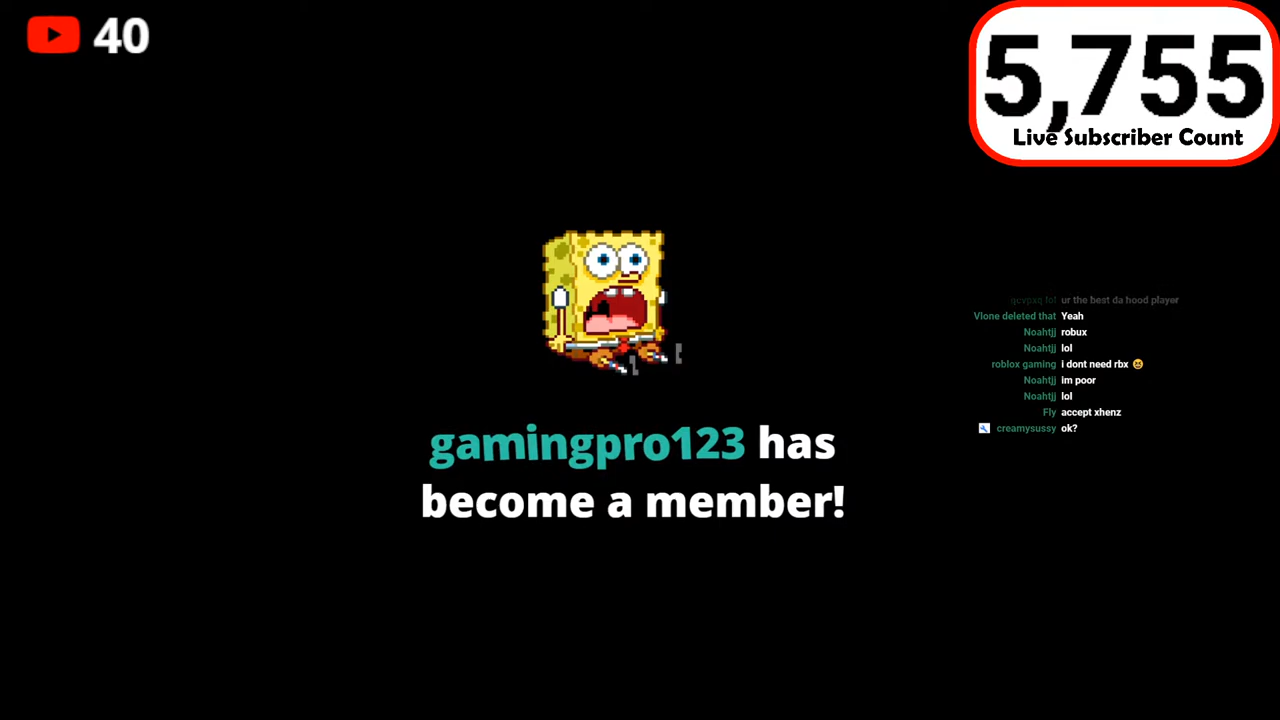 40
5,755
Live Subscriber Count
ur the best da hood player
Vlone deleted that Yeah
Noahtjj robux
Noahtjj lol
roblox gaming i dont need rbx 😆
Noahtjj im poor
Noahtjj lol
Fly accept xhenz
creamysussy ok?
gamingpro123 has
become a member!